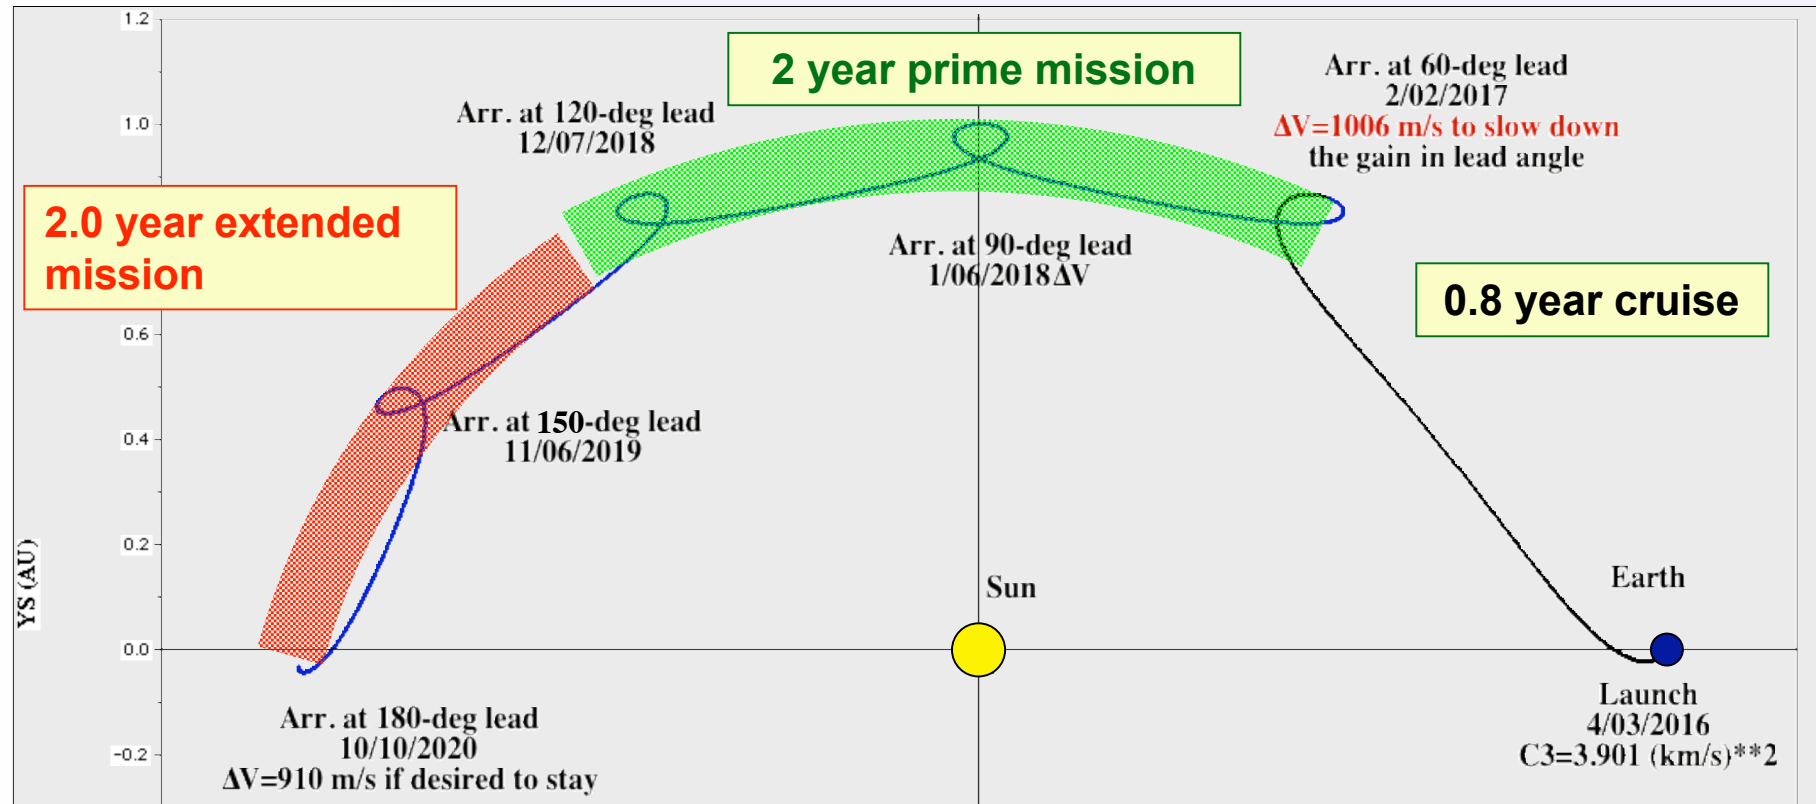 1.2
2 year prime mission
Arr. at 60-deg lead
2/02/2017
ΔV=1006 m/s to slow down
the gain in lead angle
Arr. at 120-deg lead
12/07/2018
1.0
2.0 year extended
mission
Arr. at 90-deg lead
1/06/2018ΔV
0.8 year cruise
0.6
Arr. at 150-deg lead
11/06/2019
0.4
0.2
YS (AU)
Sun
Earth
0.0
Launch
4/03/2016
C3=3.901 (km/s)**2
Arr. at 180-deg lead
10/10/2020
ΔV=910 m/s if desired to stay
-0.2